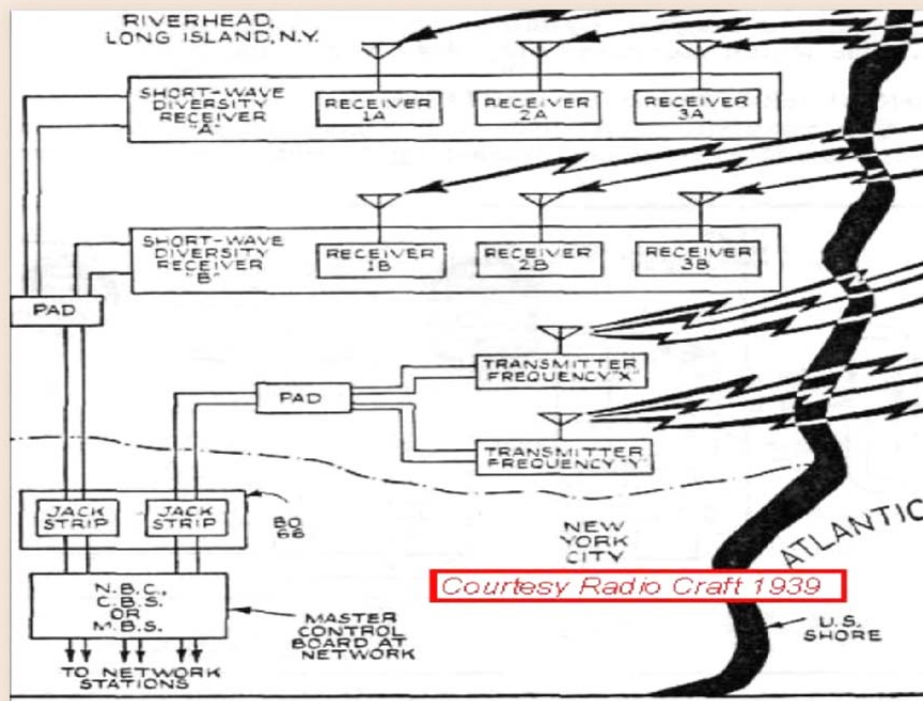 RIVERHEAD,
LONG ISLAND, N.Y.
SHORT-WAVE
DIVERSITY
RECEIVER
"A"
RECEIVER
1A
RECEIVER
2A
RECEIVER
3A
SHORT-WAVE
DIVERSITY
RECEIVER
"B"
RECEIVER
1B
RECEIVER
2B
RECEIVER
3B
PAD
PAD
TRANSMITTER
FREQUENCY "X"
TRANSMITTER
FREQUENCY "Y"
JACK
STRIP
JACK
STRIP
BO
66
NEW
YORK
CITY
ATLANTIC
Courtesy Radio Craft 1939
N.B.C.,
C.B.S.
OR
M.B.S.
MASTER
CONTROL
BOARD AT
NETWORK
U.S.
SHORE
TO NETWORK
STATIONS